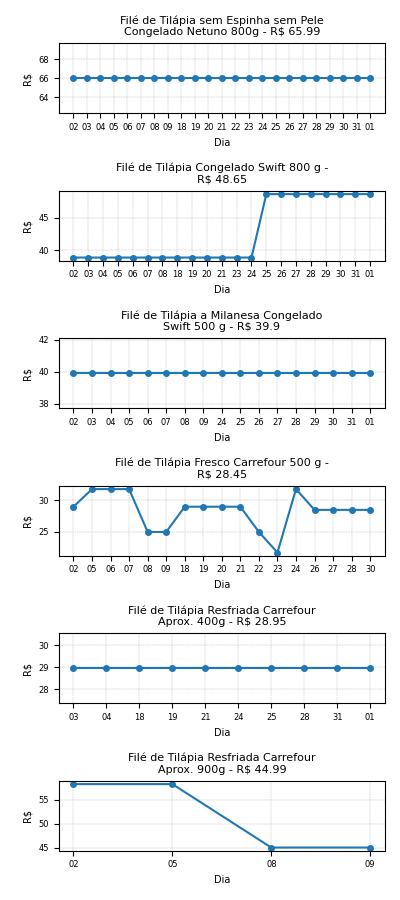 Filé de Tilápia sem Espinha sem Pele
Congelado Netuno 800g - R$ 65.99
68
66
64
R$
02 03 04 05 06 07 08 09 18 19 20 21 22 23 24 25 26 27 28 29 30 31 01
Dia
Filé de Tilápia Congelado Swift 800 g -
R$ 48.65
45
40
R$
02 03 04 05 06 07 08 18 19 20 21 23 24 25 26 27 28 29 30 31 01
Dia
Filé de Tilápia a Milanesa Congelado
Swift 500 g - R$ 39.9
42
40
38
R$
02 03 04 05 06 07 08 09 24 25 26 27 28 29 30 31 01
Dia
Filé de Tilápia Fresco Carrefour 500 g -
R$ 28.45
30
25
R$
02 05 06 07 08 09 18 19 20 21 22 23 24 26 27 28 30
Dia
Filé de Tilápia Resfriada Carrefour
Aprox. 400g - R$ 28.95
30
29
28
R$
03 04 18 19 21 24 25 28 31 01
Dia
Filé de Tilápia Resfriada Carrefour
Aprox. 900g - R$ 44.99
55
50
45
R$
02 05 08 09
Dia